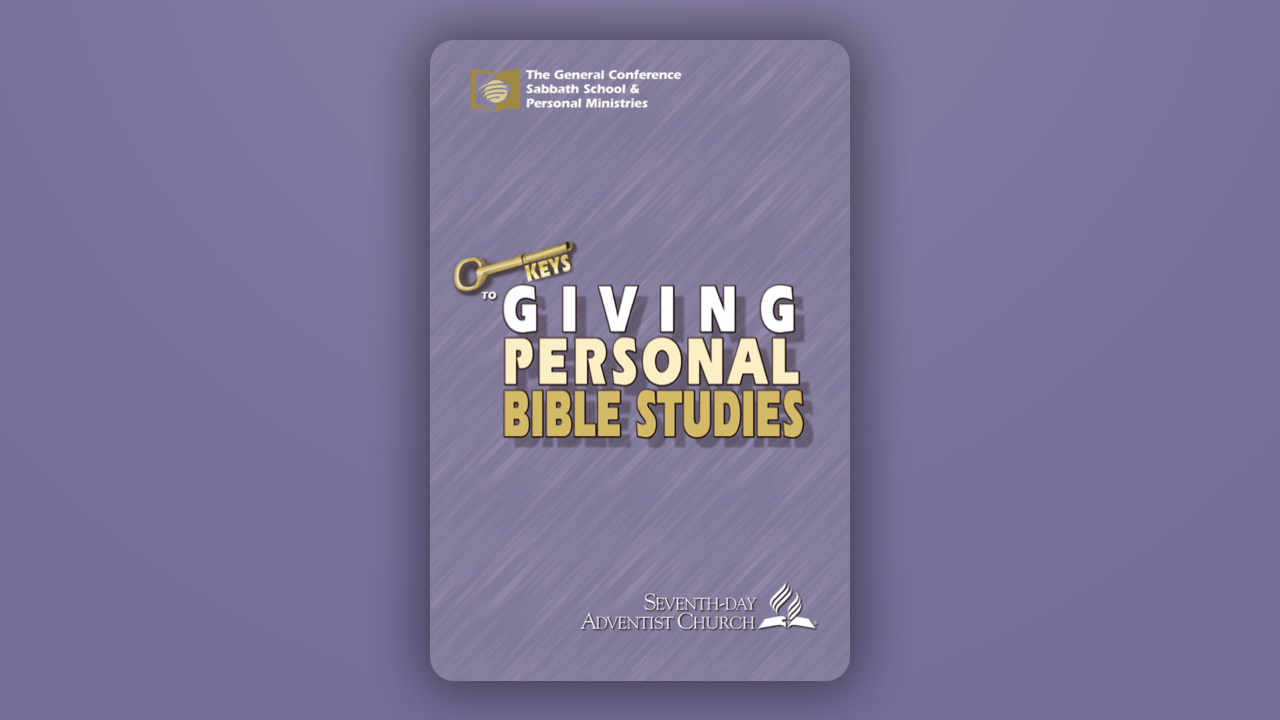 The General Conference
Sabbath School &
Personal Ministries
KEYS
TO GIVING
PERSONAL
BIBLE STUDIES
SEVENTH-DAY
ADVENTIST CHURCH